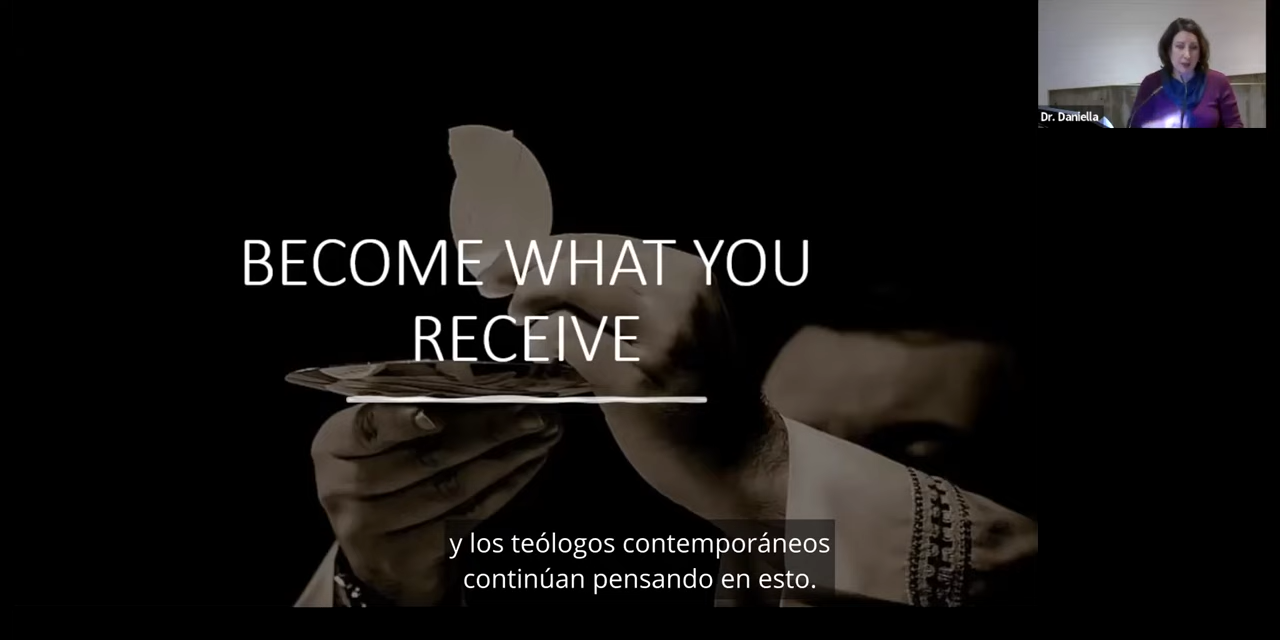 BECOME WHAT YOU
RECEIVE
Dr. Daniella
y los teólogos contemporáneos
continúan pensando en esto.